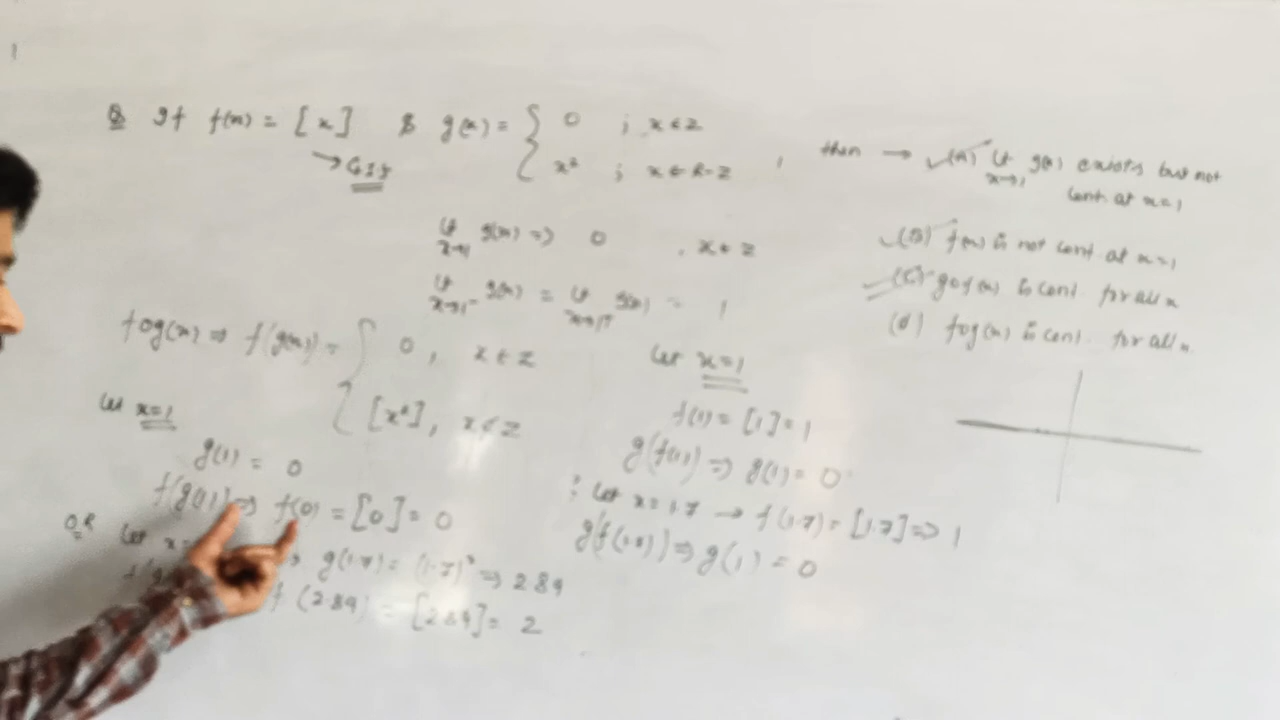 Q If f(x) = [x] & g(x) = { 0 ; x ∈ Z
→ G.I.f
x² ; x ∈ R-Z , then → (A) lt x→1 g(x) exists but not
cont. at x=1
(B) f(x) is not cont. at x=1
(C) gof(x) is cont. for all x
(d) fog(x) is cont. for all x
lt x→1 g(x) => 0 , x ∈ Z
lt x→1⁻ g(x) = lt x→1⁺ g(x) = 1
fog(x) => f(g(x)) = { 0, x ∈ Z
[x²], x ∉ Z
let x=1
g(1) = 0
f(g(1)) => f(0) = [0] = 0
OR let x=
g(1.7) = (1.7)² => 2.89
f(2.89) = [2.89] = 2
let x=1
f(1) = [1] = 1
g(f(1)) => g(1) = 0
: let x = 1.7 → f(1.7) = [1.7] => 1
g(f(1.7)) => g(1) = 0